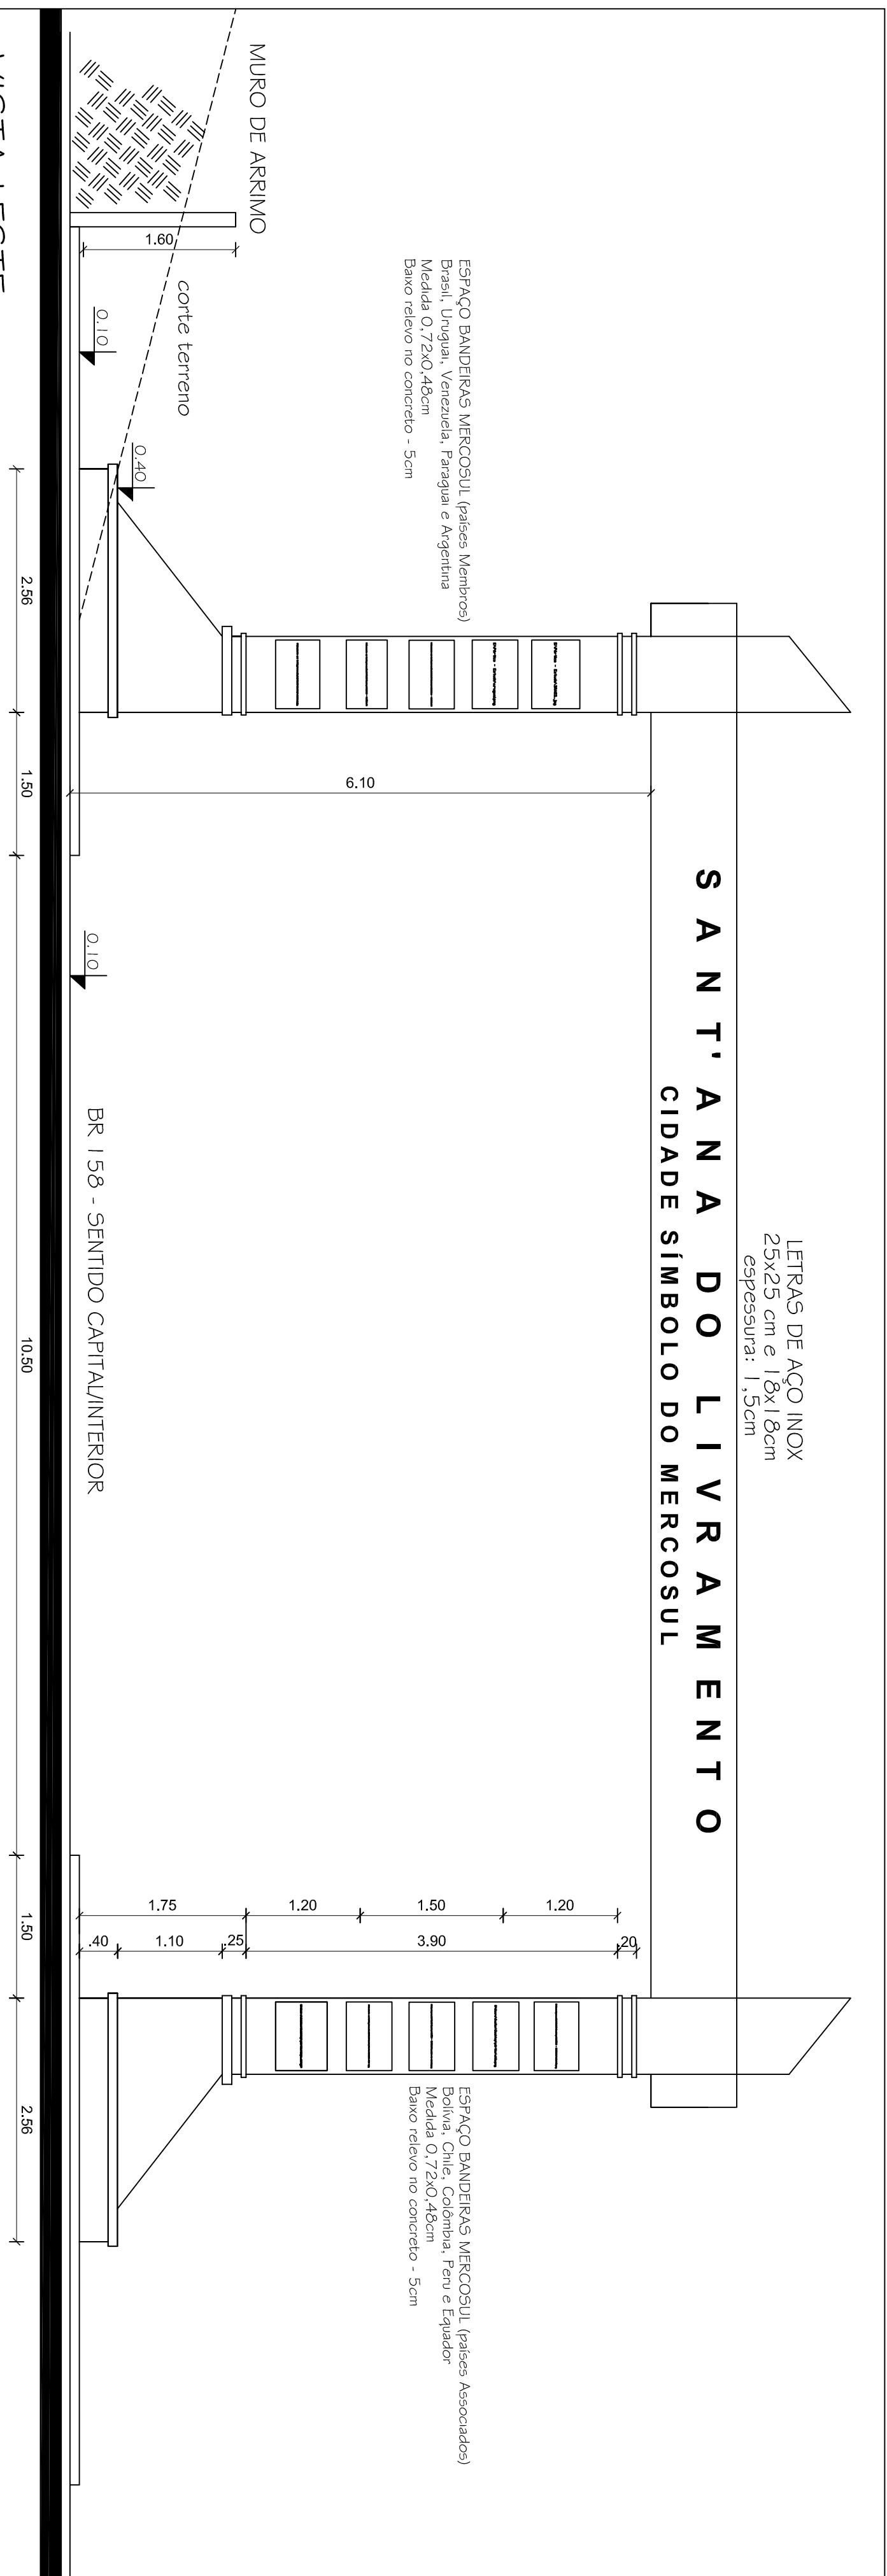 LETRAS DE AÇO INOX
25x25 cm e 18x18cm
espessura: 1,5cm
SANT'ANA DO LIVRAMENTO
CIDADE SÍMBOLO DO MERCOSUL
ESPAÇO BANDEIRAS MERCOSUL (países Membros)
Brasil, Uruguai, Venezuela, Paraguai e Argentina
Medida 0,72x0,48cm
Baixo relevo no concreto - 5cm
ESPAÇO BANDEIRAS MERCOSUL (países Associados)
Bolívia, Chile, Colômbia, Peru e Equador
Medida 0,72x0,48cm
Baixo relevo no concreto - 5cm
6.10
1.20
1.50
1.20
1.75
.20
3.90
.25
1.10
.40
MURO DE ARRIMO
1.60
corte terreno
0.10
0.40
0.10
BR 158 - SENTIDO CAPITAL/INTERIOR
2.56
1.50
10.50
1.50
2.56
VISTA LESTE